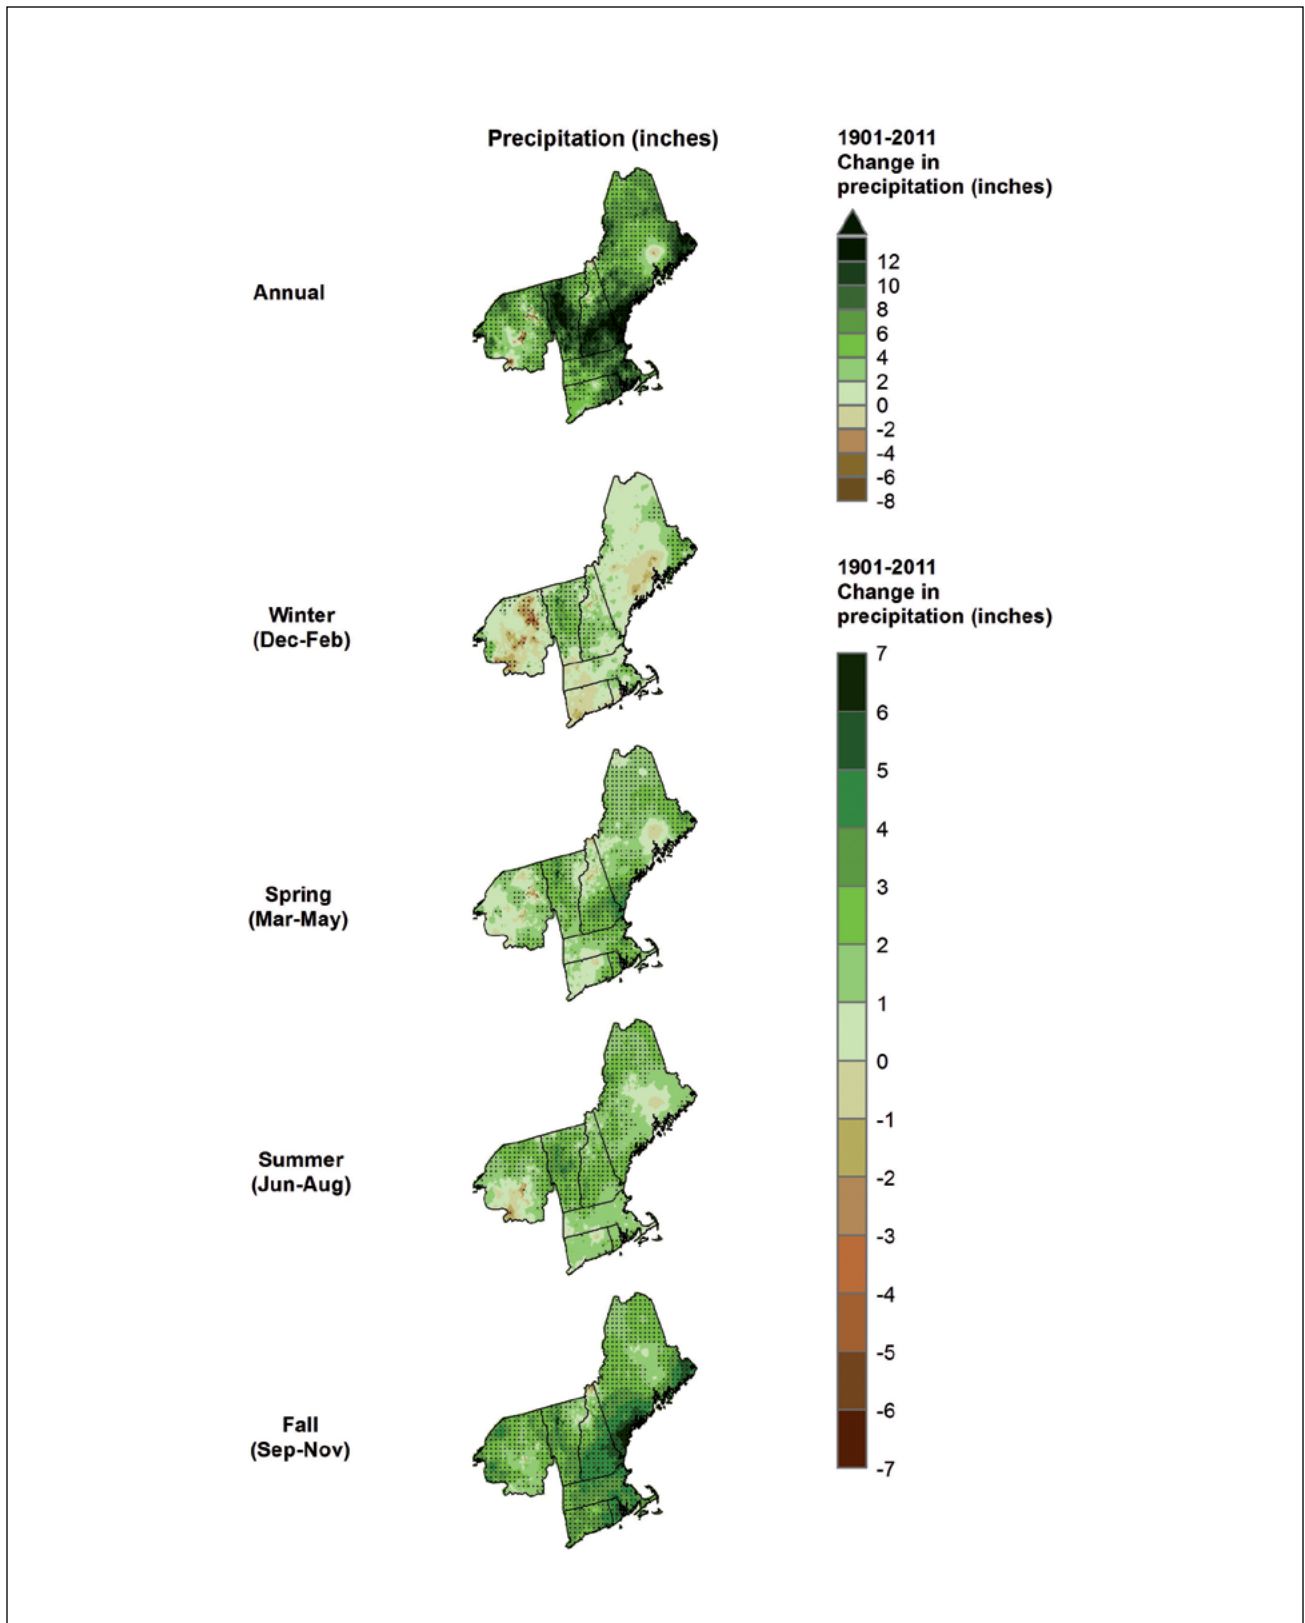 Precipitation (inches)
1901-2011
Change in
precipitation (inches)
12
10
8
6
4
2
0
-2
-4
-6
-8
Annual
Winter
(Dec-Feb)
Spring
(Mar-May)
Summer
(Jun-Aug)
Fall
(Sep-Nov)
1901-2011
Change in
precipitation (inches)
7
6
5
4
3
2
1
0
-1
-2
-3
-4
-5
-6
-7